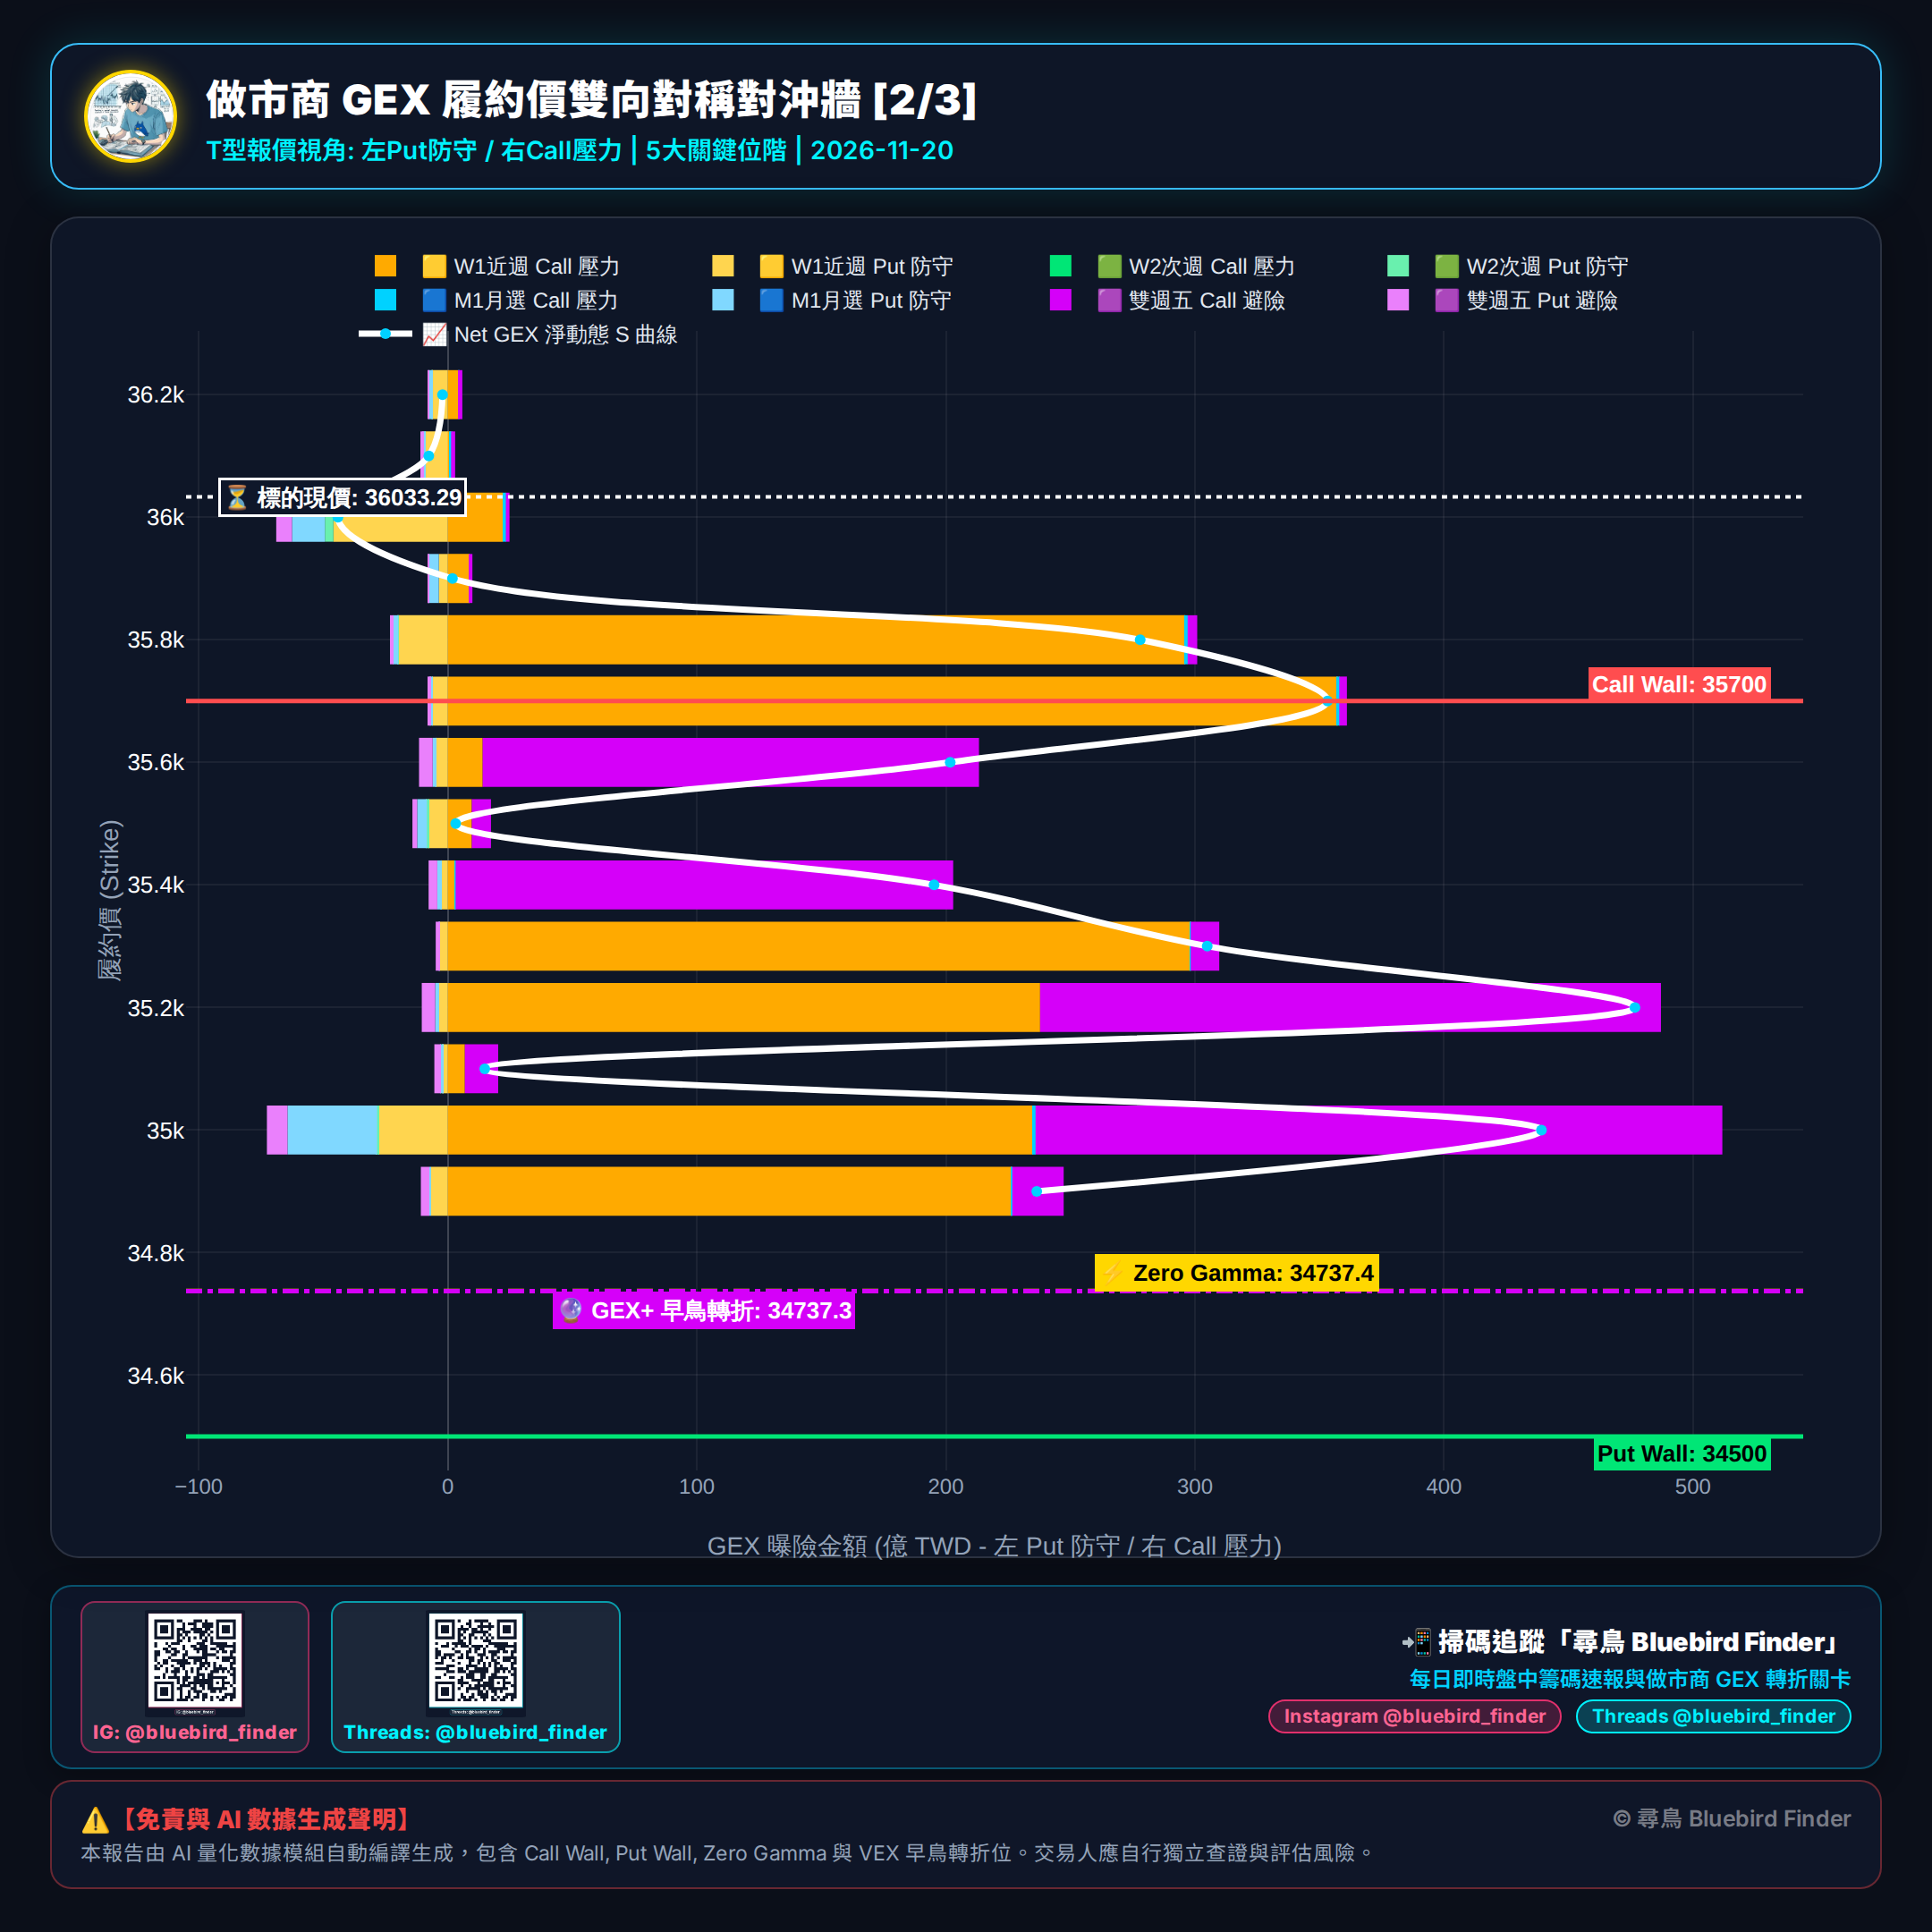 做市商 GEX 履約價雙向對稱對沖牆 [2/3]
T型報價視角: 左Put防守 / 右Call壓力 | 5大關鍵位階 | 2026-11-20
W1近週 Call 壓力
W1近週 Put 防守
W2次週 Call 壓力
W2次週 Put 防守
M1月選 Call 壓力
M1月選 Put 防守
雙週五 Call 避險
雙週五 Put 避險
Net GEX 淨動態 S 曲線
36.2k
⏳ 標的現價: 36033.29
36k
35.8k
Call Wall: 35700
35.6k
履約價 (Strike)
35.4k
35.2k
35k
34.8k
⚡ Zero Gamma: 34737.4
🔮 GEX+ 早鳥轉折: 34737.3
34.6k
Put Wall: 34500
−100
0
100
200
300
400
500
GEX 曝險金額 (億 TWD - 左 Put 防守 / 右 Call 壓力)
IG: @bluebird_finder
Threads: @bluebird_finder
IG: @bluebird_finder
Threads: @bluebird_finder
📲 掃碼追蹤「尋鳥 Bluebird Finder」
每日即時盤中籌碼速報與做市商 GEX 轉折關卡
Instagram @bluebird_finder
Threads @bluebird_finder
⚠️【免責與 AI 數據生成聲明】
© 尋鳥 Bluebird Finder
本報告由 AI 量化數據模組自動編譯生成，包含 Call Wall, Put Wall, Zero Gamma 與 VEX 早鳥轉折位。交易人應自行獨立查證與評估風險。